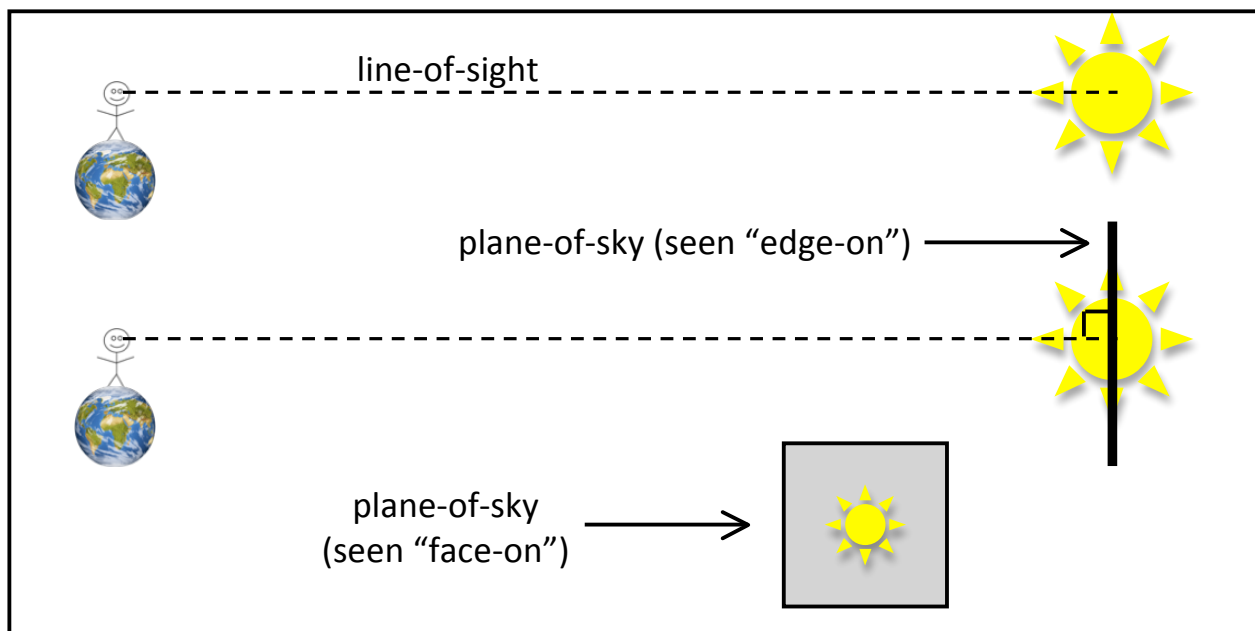 line-of-sight
plane-of-sky (seen “edge-on”)
plane-of-sky
(seen “face-on”)